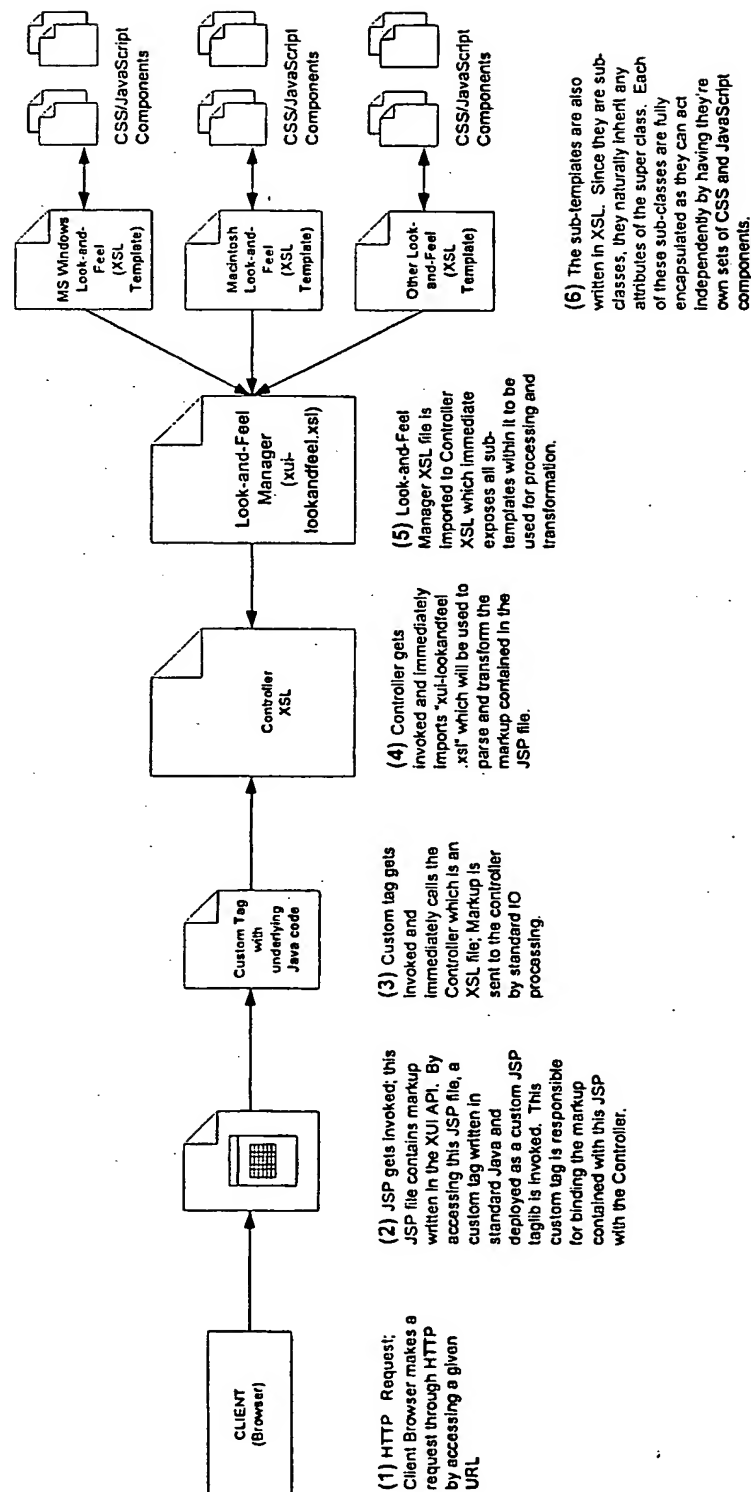 CLIENT
(Browser)
(1) HTTP Request;
Client Browser makes a
request through HTTP
by accessing a given
URL
(2) JSP gets invoked; this
JSP file contains markup
written in the XUI API. By
accessing this JSP file, a
custom tag written in
standard Java and
deployed as a custom JSP
taglib is invoked. This
custom tag is responsible
for binding the markup
contained with this JSP
with the Controller.
Custom Tag
with
underlying
Java code
(3) Custom tag gets
invoked and
immediately calls the
Controller which is an
XSL file; Markup is
sent to the controller
by standard IO
processing.
Controller
XSL
(4) Controller gets
invoked and immediately
imports "xui-lookandfeel
.xsl" which will be used to
parse and transform the
markup contained in the
JSP file.
Look-and-Feel
Manager
(xui-
lookandfeel.xsl)
(5) Look-and-Feel
Manager XSL file is
imported to Controller
XSL which immediate
exposes all sub-
templates within it to be
used for processing and
transformation.
MS Windows
Look-and-
Feel
(XSL
Template)
CSS/JavaScript
Components
Macintosh
Look-and-
Feel
(XSL
Template)
CSS/JavaScript
Components
Other Look-
and-Feel
(XSL
Template)
CSS/JavaScript
Components
(6) The sub-templates are also
written in XSL. Since they are sub-
classes, they naturally inherit any
attributes of the super class. Each
of these sub-classes are fully
encapsulated as they can act
independently by having they're
own sets of CSS and JavaScript
components.